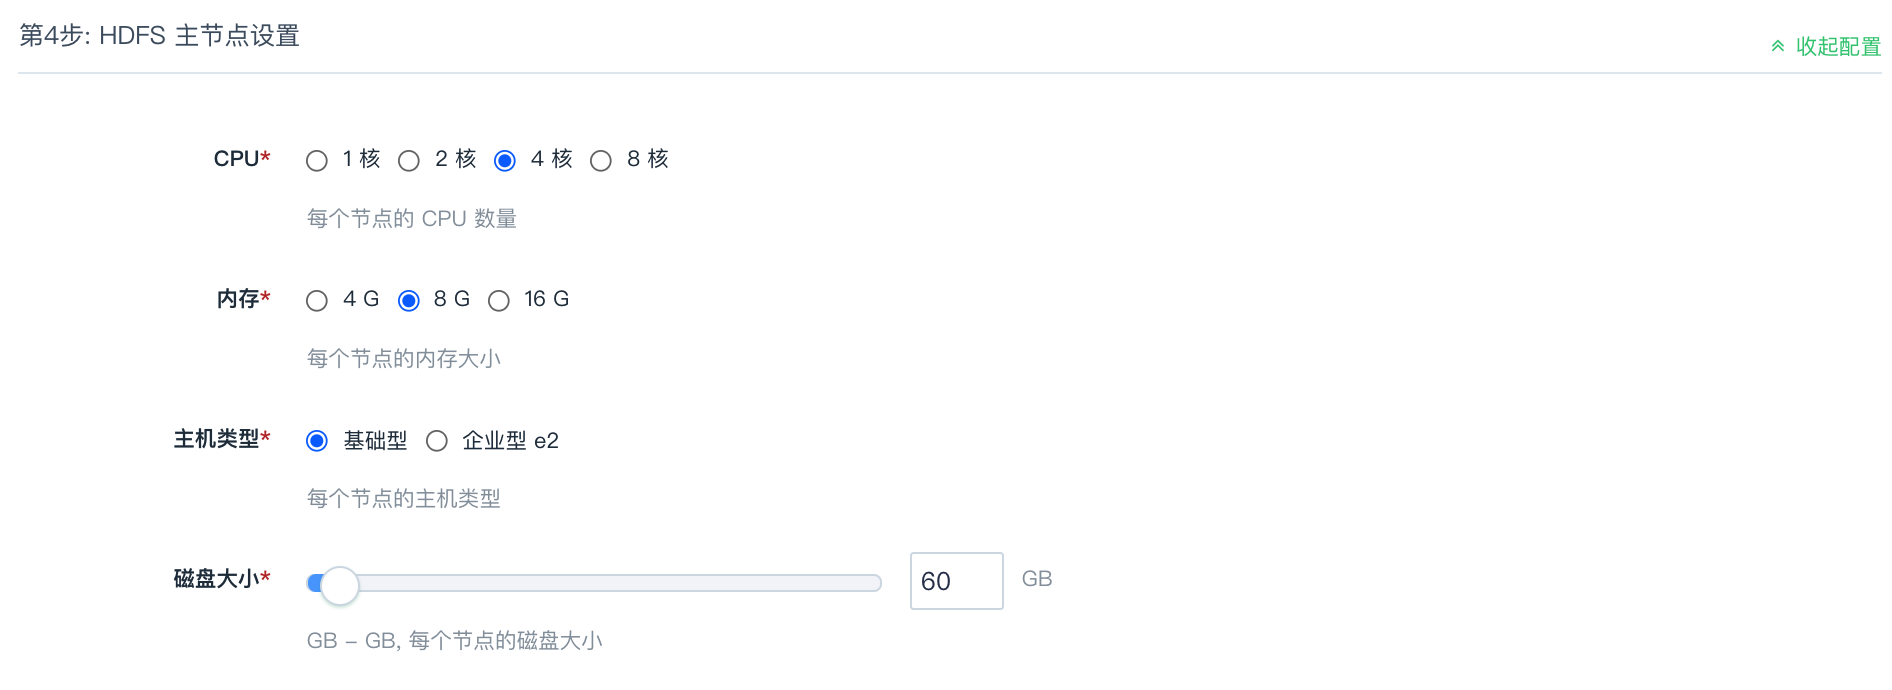 第4步: HDFS 主节点设置
收起配置
CPU* 1 核 2 核 4 核 8 核
每个节点的 CPU 数量
内存* 4 G 8 G 16 G
每个节点的内存大小
主机类型* 基础型 企业型 e2
每个节点的主机类型
磁盘大小* 60 GB
GB - GB, 每个节点的磁盘大小